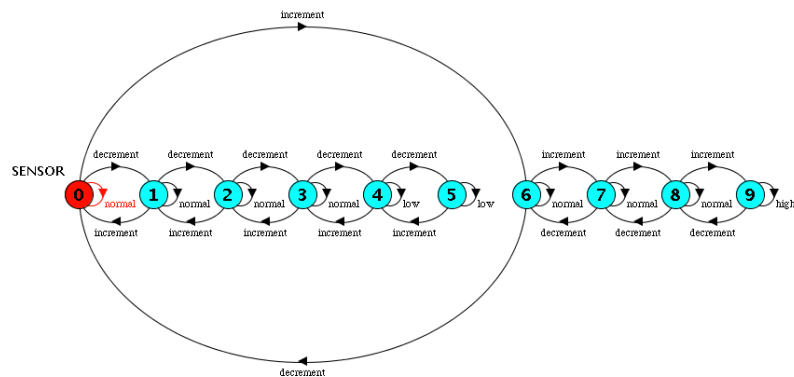 increment
decrement decrement decrement decrement decrement increment increment increment
SENSOR
0 1 2 3 4 5 6 7 8 9
normal normal normal normal low low normal normal normal high
increment increment increment increment increment decrement decrement decrement
decrement